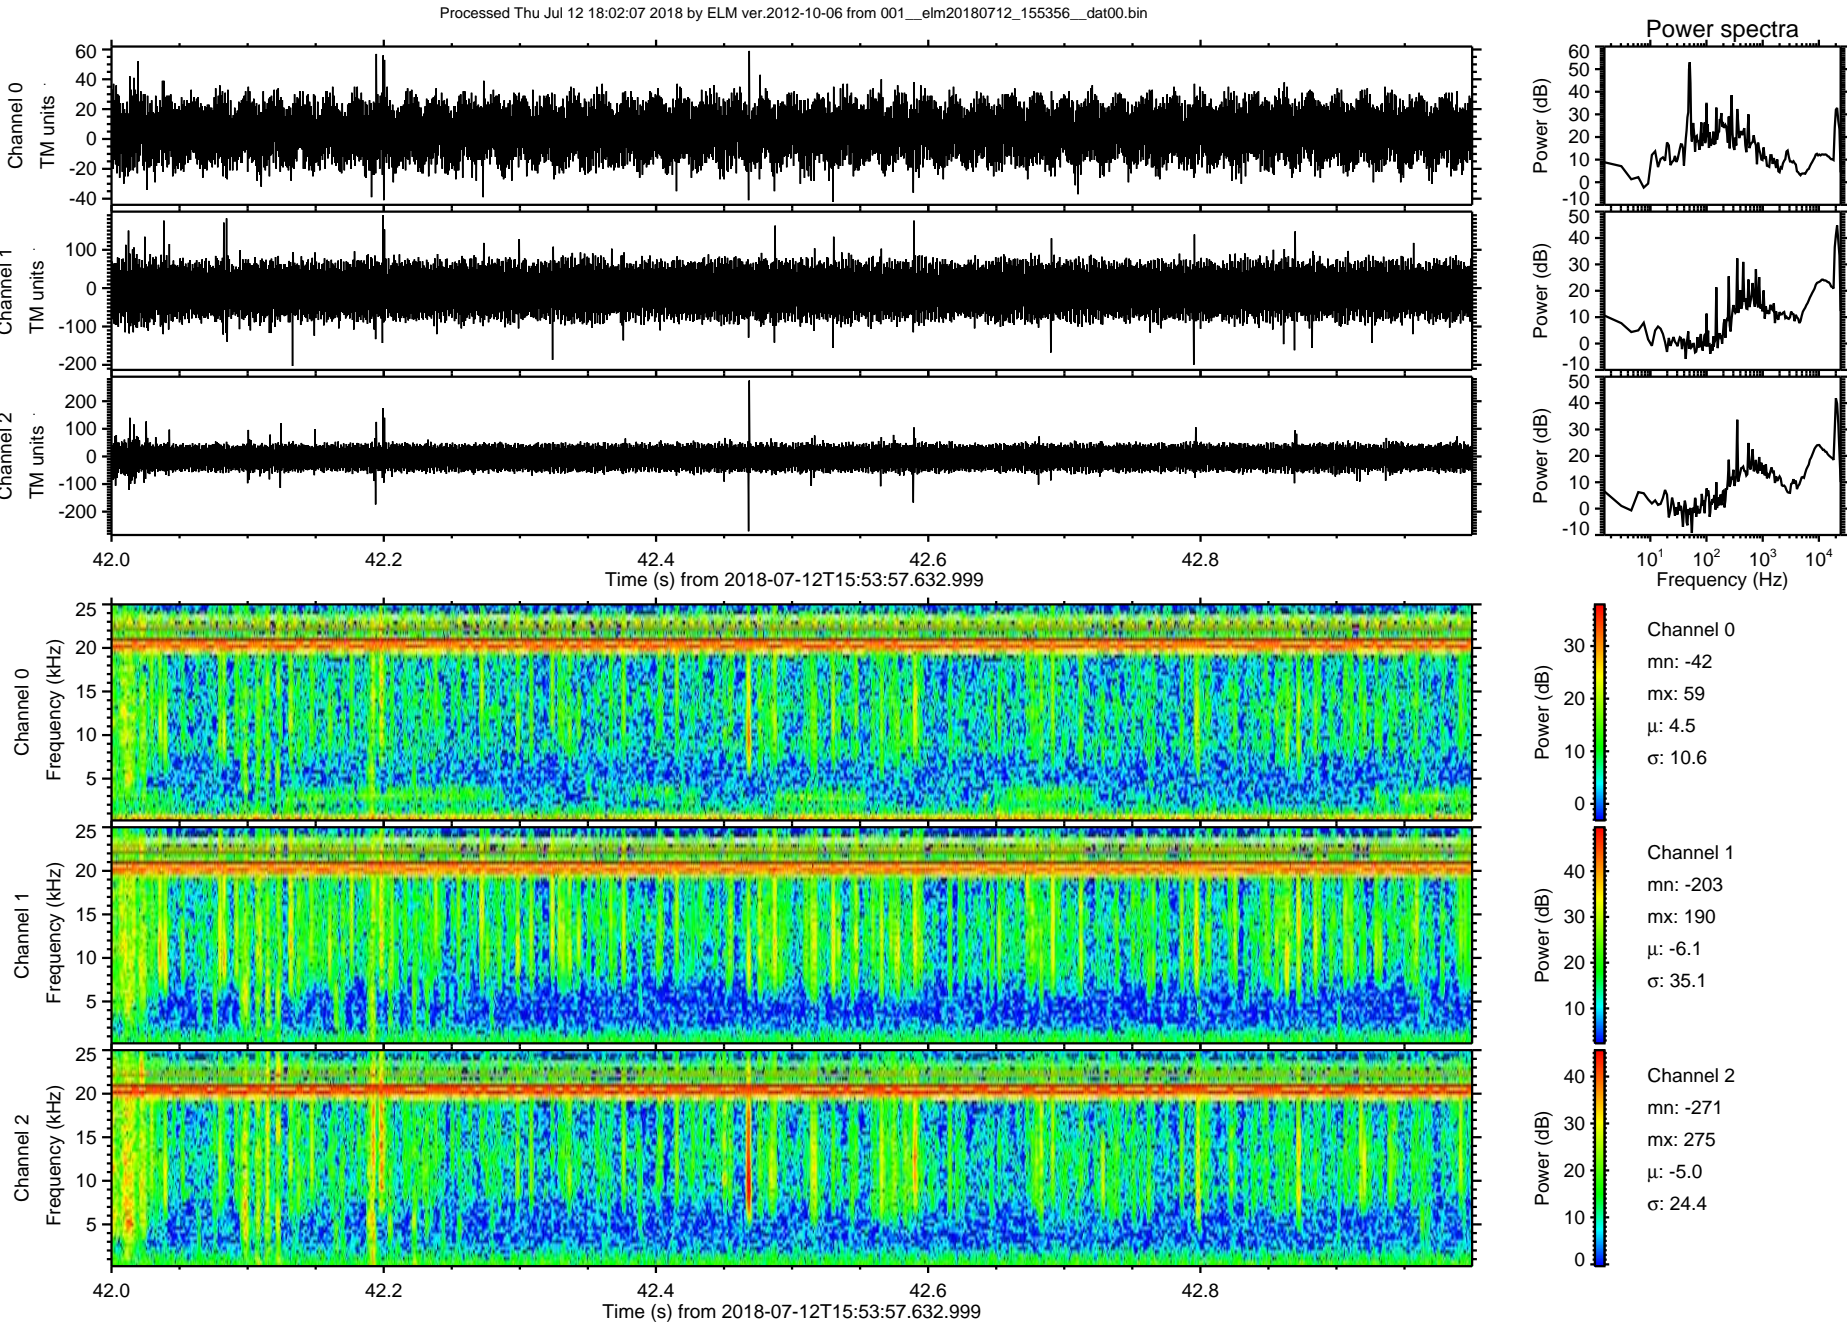 Processed Thu Jul 12 18:02:07 2018 by ELM ver.2012-10-06 from 001__elm20180712_155356__dat00.bin
Power spectra
Channel 0
TM units
60
40
20
0
-20
-40
Power (dB)
60
50
40
30
20
10
0
-10
Channel 1
TM units
100
0
-100
-200
Power (dB)
50
40
30
20
10
0
-10
Channel 2
TM units
200
100
0
-100
-200
Power (dB)
50
40
30
20
10
0
-10
42.0 42.2 42.4 42.6 42.8
Time (s) from 2018-07-12T15:53:57.632.999
10^1 10^2 10^3 10^4
Frequency (Hz)
Channel 0
Frequency (kHz)
25
20
15
10
5
Power (dB)
30
20
10
0
Channel 0
mn: -42
mx: 59
μ: 4.5
σ: 10.6
Channel 1
Frequency (kHz)
25
20
15
10
5
Power (dB)
40
30
20
10
Channel 1
mn: -203
mx: 190
μ: -6.1
σ: 35.1
Channel 2
Frequency (kHz)
25
20
15
10
5
Power (dB)
40
30
20
10
0
Channel 2
mn: -271
mx: 275
μ: -5.0
σ: 24.4
42.0 42.2 42.4 42.6 42.8
Time (s) from 2018-07-12T15:53:57.632.999